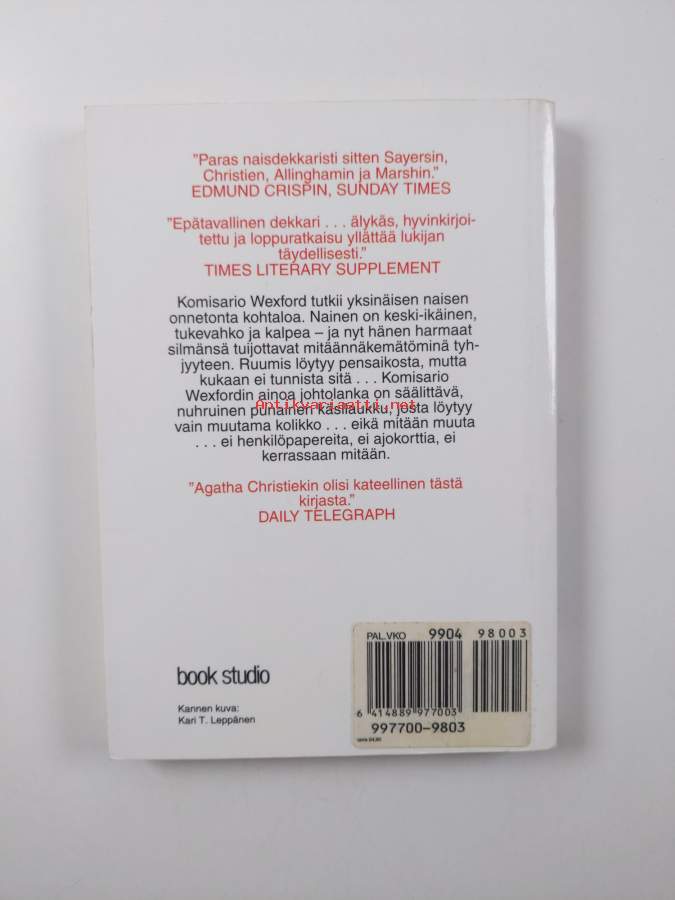 "Paras naisdekkaristi sitten Sayersin,
Christien, Allinghamin ja Marshin."
EDMUND CRISPIN, SUNDAY TIMES
"Epätavallinen dekkari . . . älykäs, hyvinkirjoi-
tettu ja loppuratkaisu yllättää lukijan
täydellisesti."
TIMES LITERARY SUPPLEMENT
Komisario Wexford tutkii yksinäisen naisen
onnetonta kohtaloa. Nainen on keski-ikäinen,
tukevahko ja kalpea – ja nyt hänen harmaat
silmänsä tuijottavat mitäännäkemätöminä tyh-
jyyteen. Ruumis löytyy pensaikosta, mutta
kukaan ei tunnista sitä . . . Komisario
Wexfordin ainoa johtolanka on säälittävä,
nuhruinen punainen käsilaukku, josta löytyy
Antikvariaatti.net
vain muutama kolikko . . . eikä mitään muuta
. . . ei henkilöpapereita, ei ajokorttia, ei
kerrassaan mitään.
"Agatha Christiekin olisi kateellinen tästä
kirjasta."
DAILY TELEGRAPH
PAL.VKO 9904 98003
book studio
Kannen kuva:
Kari T. Leppänen
6 414889 977003
997700–9803